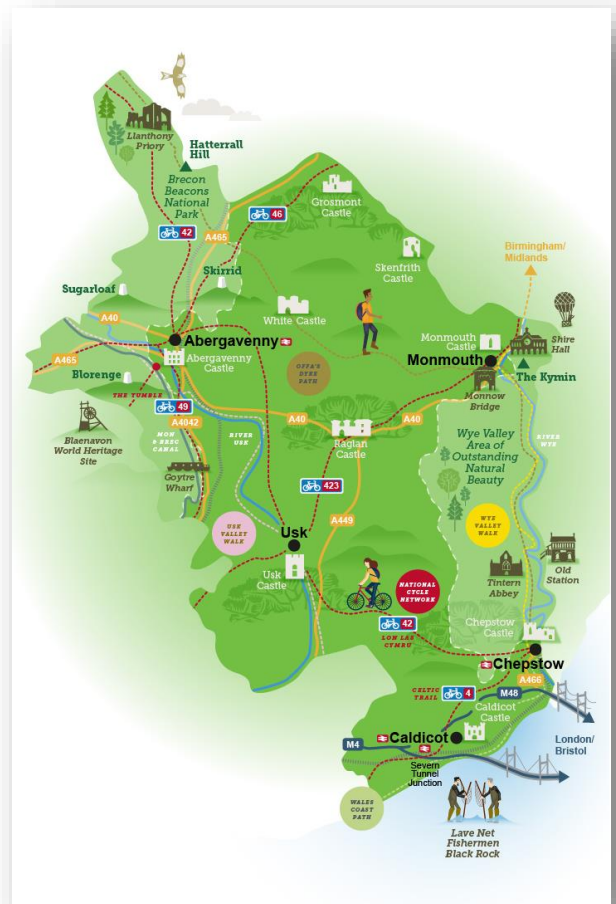 Llanthony
Priory
Hatterrall
Hill
Brecon
Beacons
National
Park
42
46
A465
Grosmont
Castle
Skenfrith
Castle
Birmingham/
Midlands
Sugarloaf
Skirrid
White Castle
A40
Abergavenny
Abergavenny
Castle
A465
Blorenge
THE TUMBLE
OFFA'S
DYKE
PATH
Monmouth
Castle
Monmouth
Shire
Hall
The Kymin
Monnow
Bridge
49
A4042
Blaenavon
World Heritage
Site
MON
& BREC
CANAL
RIVER
USK
A40
Raglan
Castle
A40
Wye Valley
Area of
Outstanding
Natural
Beauty
RIVER
WYE
Goytre
Wharf
423
A449
USK
VALLEY
WALK
Usk
Usk
Castle
WYE
VALLEY
WALK
Tintern
Abbey
Old
Station
NATIONAL
CYCLE
NETWORK
42
LON LAS
CYMRU
Chepstow
Castle
Chepstow
A466
CELTIC
TRAIL
4
M48
Caldicot
Castle
M4
Caldicot
Severn
Tunnel
Junction
London/
Bristol
WALES
COAST
PATH
Lave Net
Fishermen
Black Rock